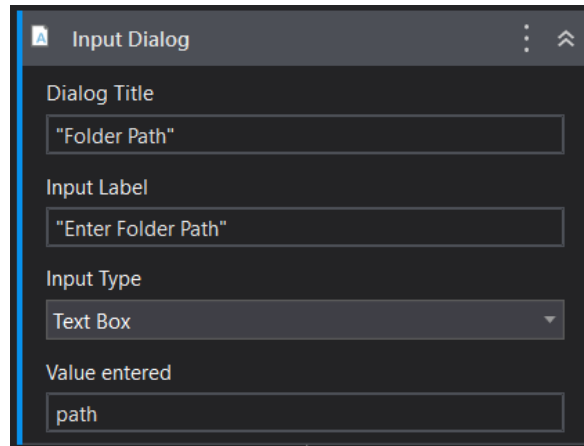 Input Dialog
Dialog Title
"Folder Path"
Input Label
"Enter Folder Path"
Input Type
Text Box
Value entered
path